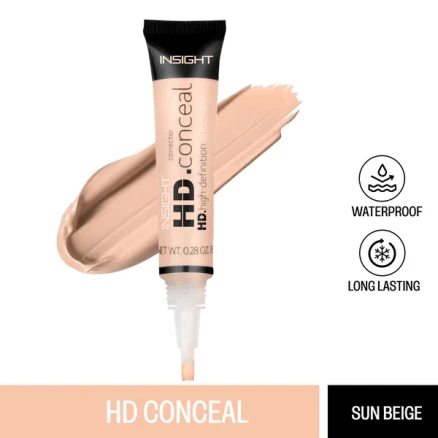 INSIGHT
corrector
INSIGHT
HD.conceal
HD.high-definition
NET WT. 0.28 OZ.
WATERPROOF
LONG LASTING
HD CONCEAL
SUN BEIGE